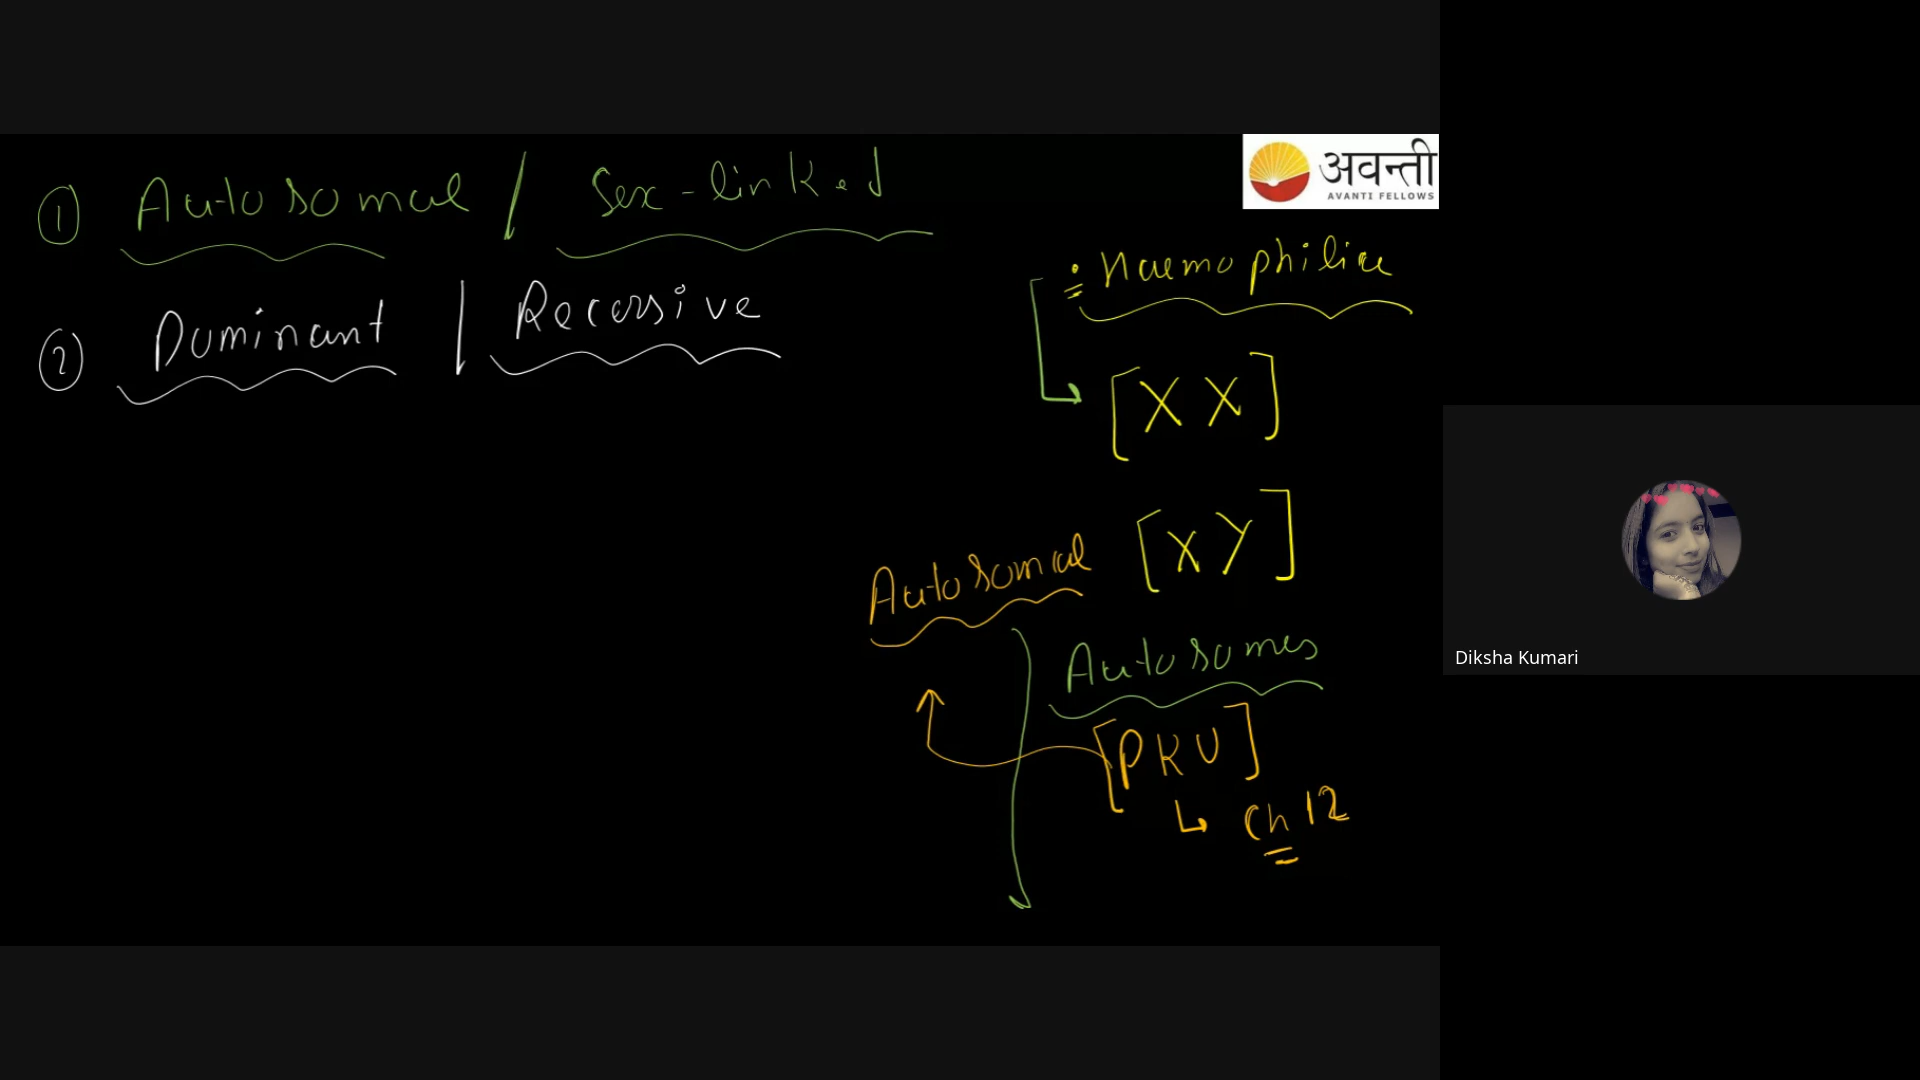 ① Autosomal / Sex-linked
② Dominant / Recessive
अवन्ती
AVANTI FELLOWS
: Haemophilia
[XX]
[XY]
Autosomal
Autosomes
[PKU]
↳ Ch 12
Diksha Kumari